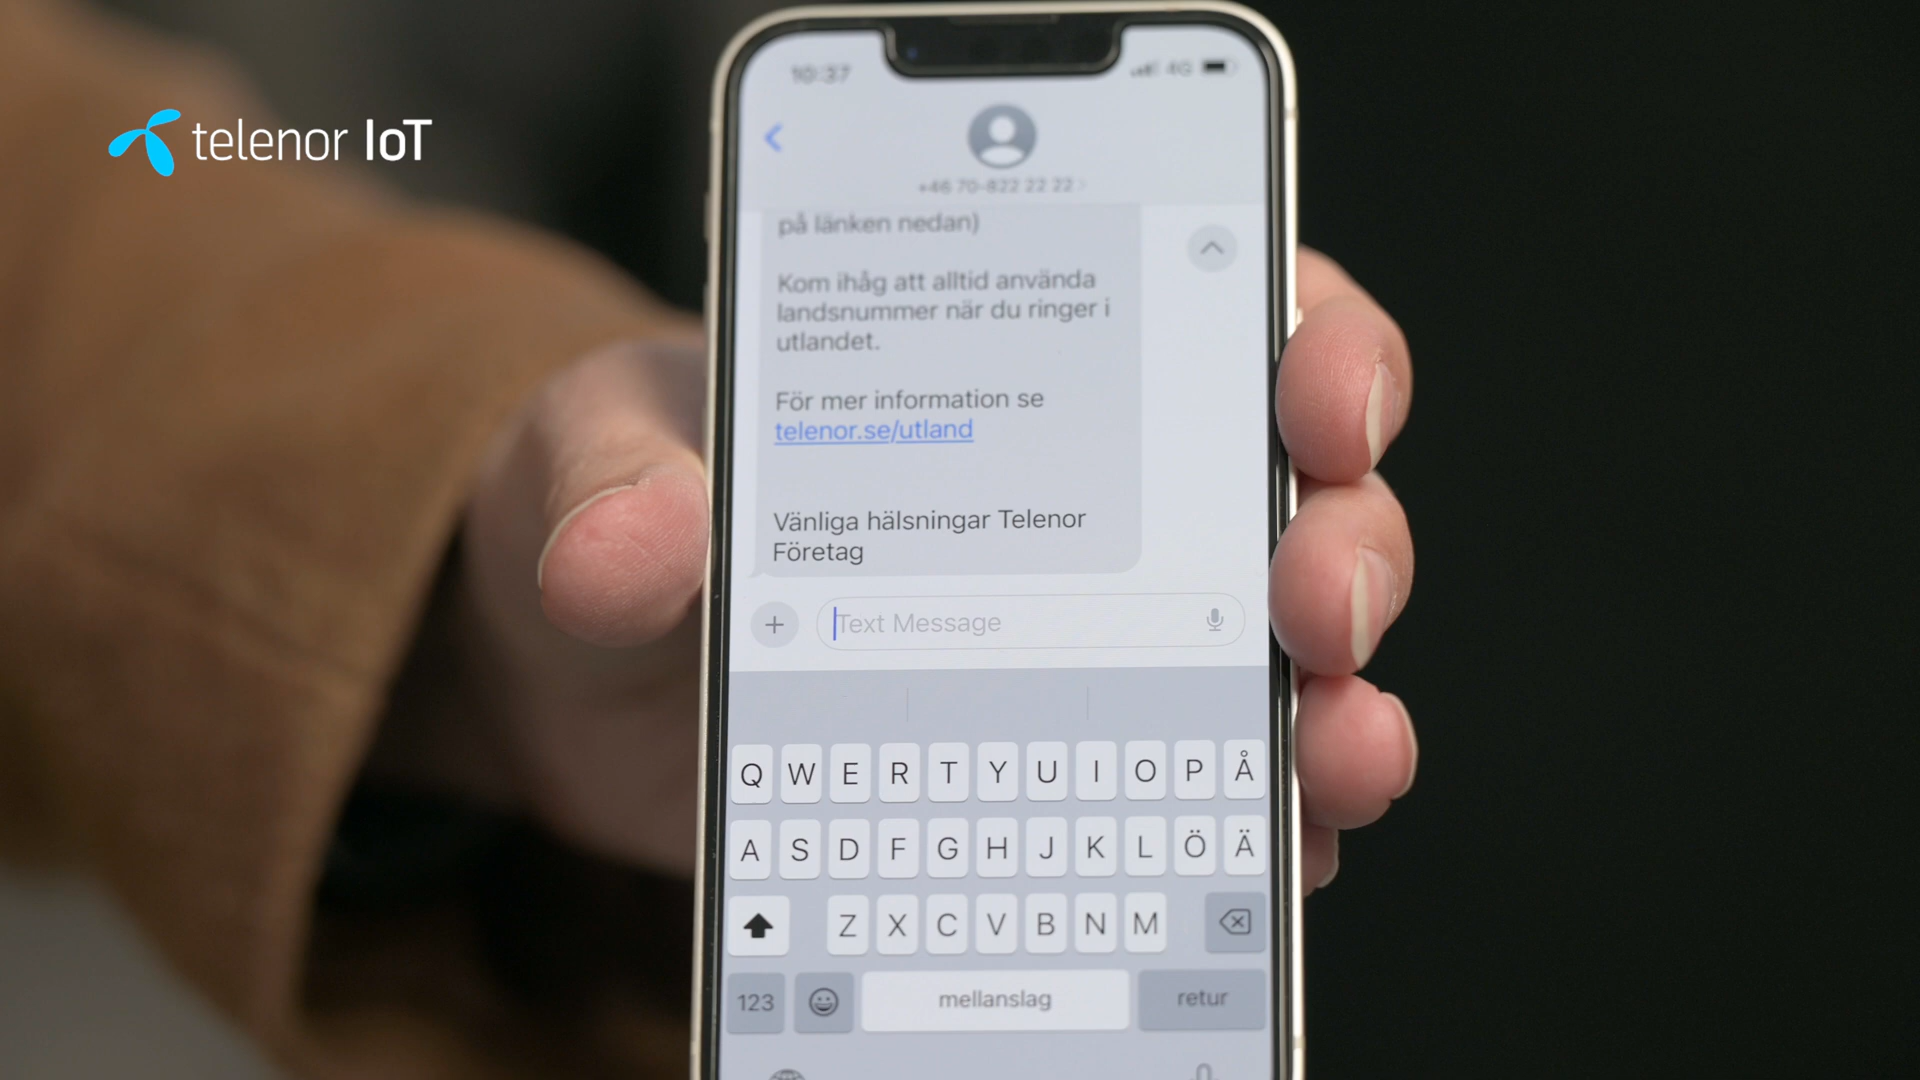 telenor IoT
10:37
4G
+46 70-822 22 22
på länken nedan)
Kom ihåg att alltid använda
landsnummer när du ringer i
utlandet.
För mer information se
telenor.se/utland
Vänliga hälsningar Telenor
Företag
Text Message
Q W E R T Y U I O P Å
A S D F G H J K L Ö Ä
Z X C V B N M
123 mellanslag retur